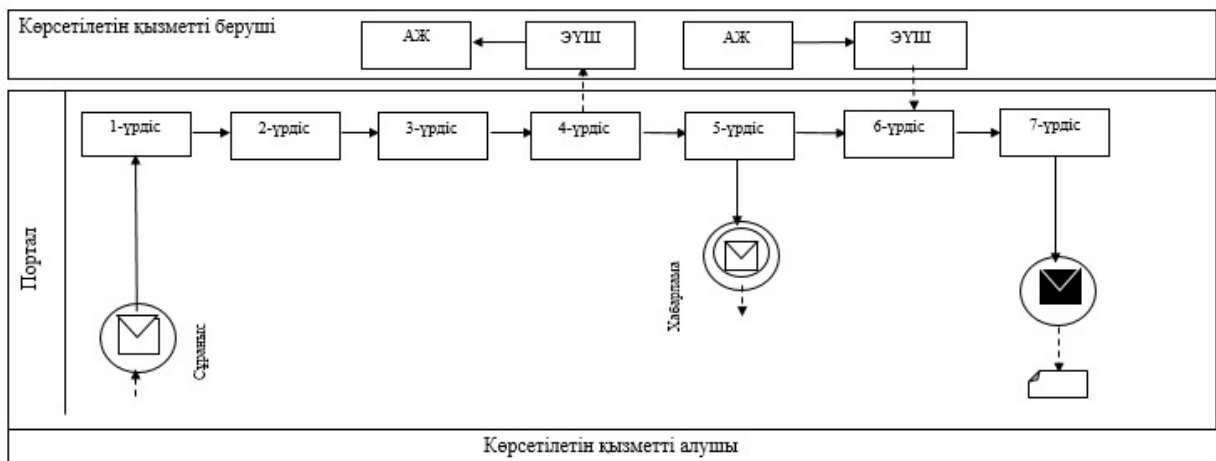 Көрсетілетін қызметті беруші
АЖ
ЭҮШ
АЖ
ЭҮШ
1-үрдіс
2-үрдіс
3-үрдіс
4-үрдіс
5-үрдіс
6-үрдіс
7-үрдіс
Портал
Сұраныс
Хабарлама
Көрсетілетін қызметті алушы